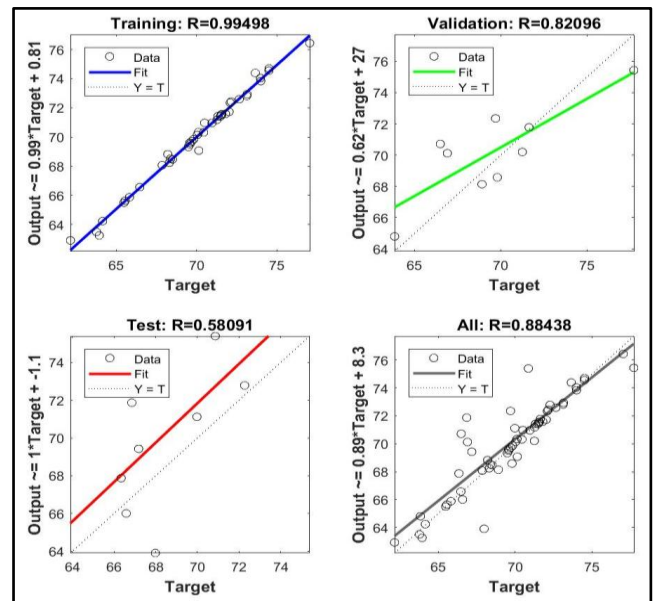 Training: R=0.99498
Output ~= 0.99*Target + 0.81
76
74
72
70
68
66
64
Data
Fit
Y = T
65
70
75
Target
Validation: R=0.82096
Output ~= 0.62*Target + 27
76
74
72
70
68
66
64
Data
Fit
Y = T
65
70
75
Target
Test: R=0.58091
Output ~= 1*Target + -1.1
74
72
70
68
66
64
Data
Fit
Y = T
64
66
68
70
72
74
Target
All: R=0.88438
Output ~= 0.89*Target + 8.3
76
74
72
70
68
66
64
Data
Fit
Y = T
65
70
75
Target